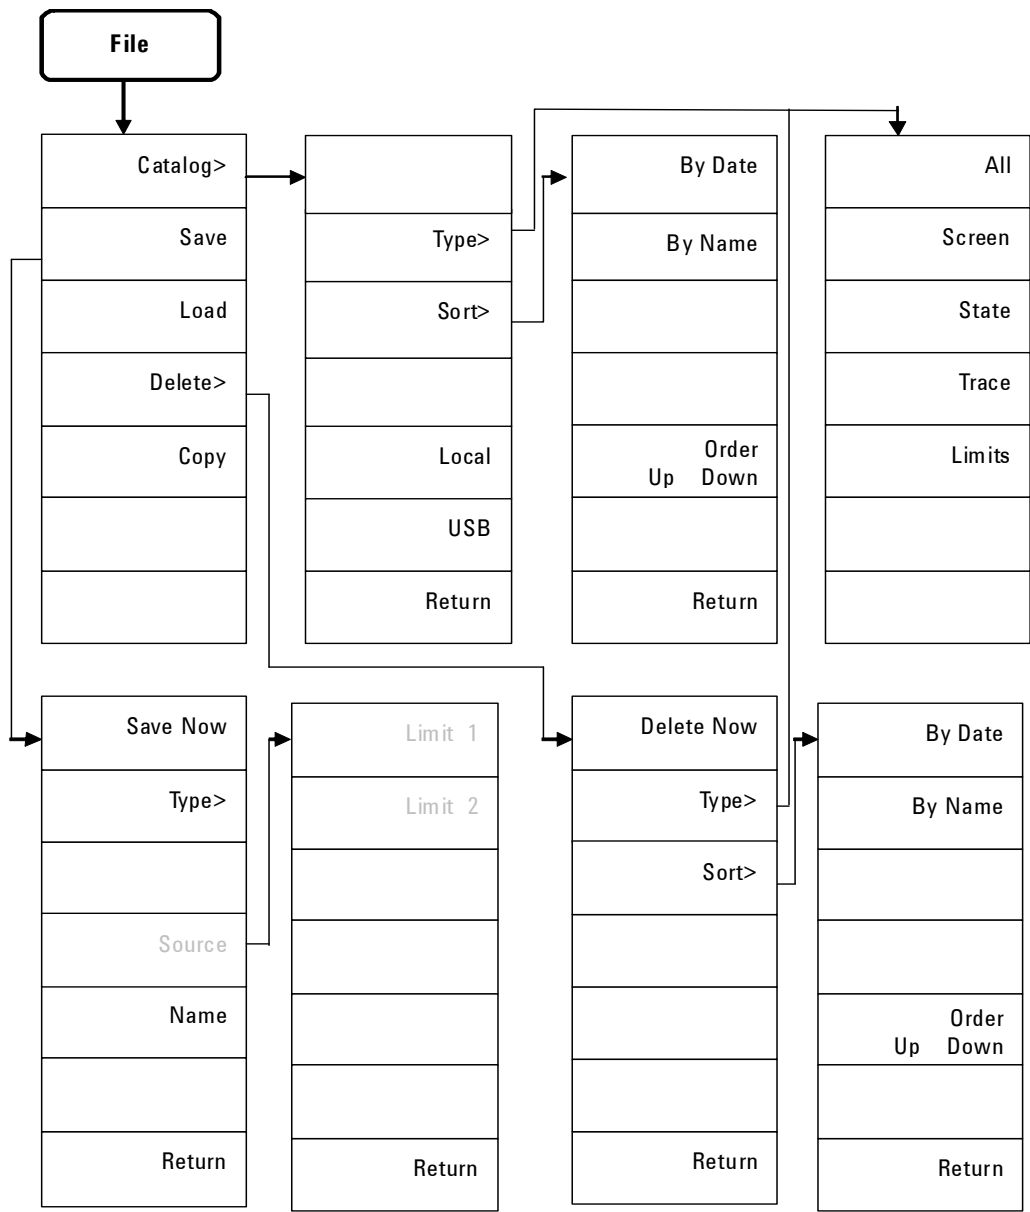 File
Catalog>
Save
Load
Delete>
Copy
Type>
Sort>
Local
USB
Return
By Date
By Name
Order
Up Down
Return
All
Screen
State
Trace
Limits
Save Now
Type>
Source
Name
Return
Limit 1
Limit 2
Return
Delete Now
Type>
Sort>
Return
By Date
By Name
Order
Up Down
Return